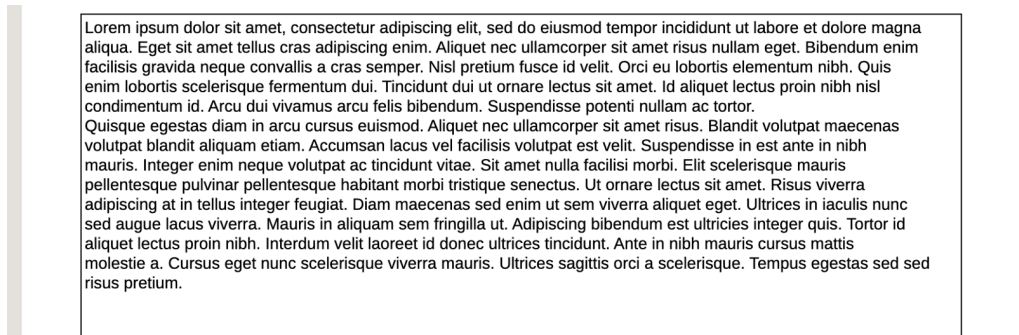 Lorem ipsum dolor sit amet, consectetur adipiscing elit, sed do eiusmod tempor incididunt ut labore et dolore magna
aliqua. Eget sit amet tellus cras adipiscing enim. Aliquet nec ullamcorper sit amet risus nullam eget. Bibendum enim
facilisis gravida neque convallis a cras semper. Nisl pretium fusce id velit. Orci eu lobortis elementum nibh. Quis
enim lobortis scelerisque fermentum dui. Tincidunt dui ut ornare lectus sit amet. Id aliquet lectus proin nibh nisl
condimentum id. Arcu dui vivamus arcu felis bibendum. Suspendisse potenti nullam ac tortor.
Quisque egestas diam in arcu cursus euismod. Aliquet nec ullamcorper sit amet risus. Blandit volutpat maecenas
volutpat blandit aliquam etiam. Accumsan lacus vel facilisis volutpat est velit. Suspendisse in est ante in nibh
mauris. Integer enim neque volutpat ac tincidunt vitae. Sit amet nulla facilisi morbi. Elit scelerisque mauris
pellentesque pulvinar pellentesque habitant morbi tristique senectus. Ut ornare lectus sit amet. Risus viverra
adipiscing at in tellus integer feugiat. Diam maecenas sed enim ut sem viverra aliquet eget. Ultrices in iaculis nunc
sed augue lacus viverra. Mauris in aliquam sem fringilla ut. Adipiscing bibendum est ultricies integer quis. Tortor id
aliquet lectus proin nibh. Interdum velit laoreet id donec ultrices tincidunt. Ante in nibh mauris cursus mattis
molestie a. Cursus eget nunc scelerisque viverra mauris. Ultrices sagittis orci a scelerisque. Tempus egestas sed sed
risus pretium.